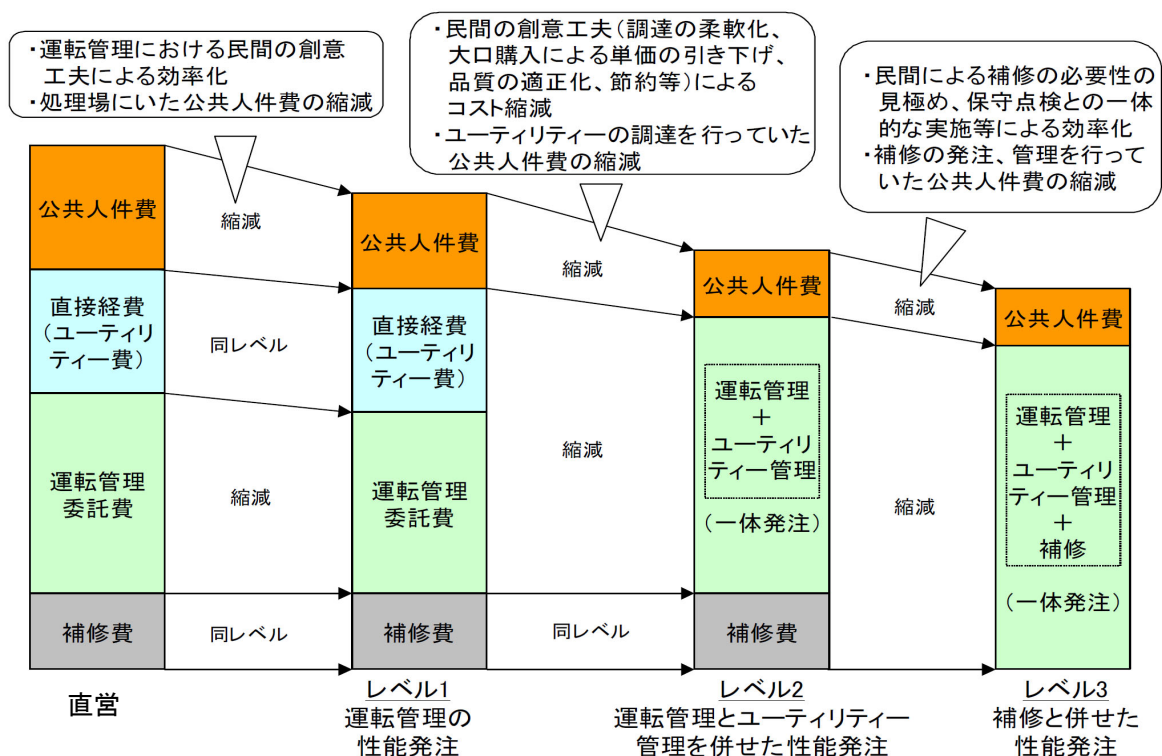 ・運転管理における民間の創意
工夫による効率化
・処理場にいた公共人件費の縮減
・民間の創意工夫(調達の柔軟化、
大口購入による単価の引き下げ、
品質の適正化、節約等)による
コスト縮減
・ユーティリティーの調達を行っていた
公共人件費の縮減
・民間による補修の必要性の
見極め、保守点検との一体
的な実施等による効率化
・補修の発注、管理を行って
いた公共人件費の縮減
公共人件費
直接経費
(ユーティリ
ティー費)
運転管理
委託費
補修費
直営
縮減
同レベル
縮減
同レベル
公共人件費
直接経費
(ユーティリ
ティー費)
運転管理
委託費
補修費
レベル1
運転管理の
性能発注
縮減
縮減
同レベル
公共人件費
運転管理
+
ユーティリ
ティー管理
(一体発注)
補修費
レベル2
運転管理とユーティリティー
管理を併せた性能発注
縮減
縮減
公共人件費
運転管理
+
ユーティリ
ティー管理
+
補修
(一体発注)
レベル3
補修と併せた
性能発注